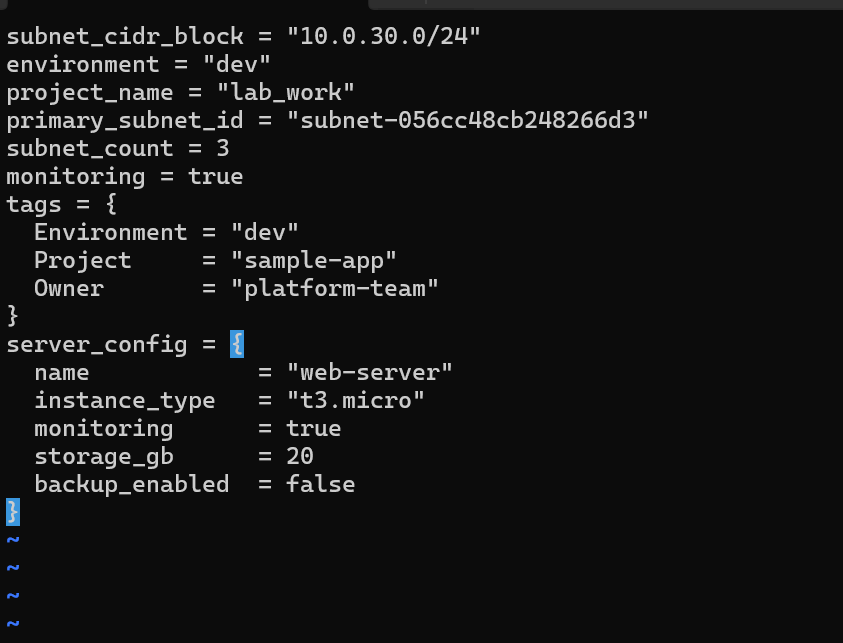 subnet_cidr_block = "10.0.30.0/24"
environment = "dev"
project_name = "lab_work"
primary_subnet_id = "subnet-056cc48cb248266d3"
subnet_count = 3
monitoring = true
tags = {
  Environment = "dev"
  Project     = "sample-app"
  Owner       = "platform-team"
}
server_config = {
  name            = "web-server"
  instance_type   = "t3.micro"
  monitoring      = true
  storage_gb      = 20
  backup_enabled  = false
}
~
~
~
~